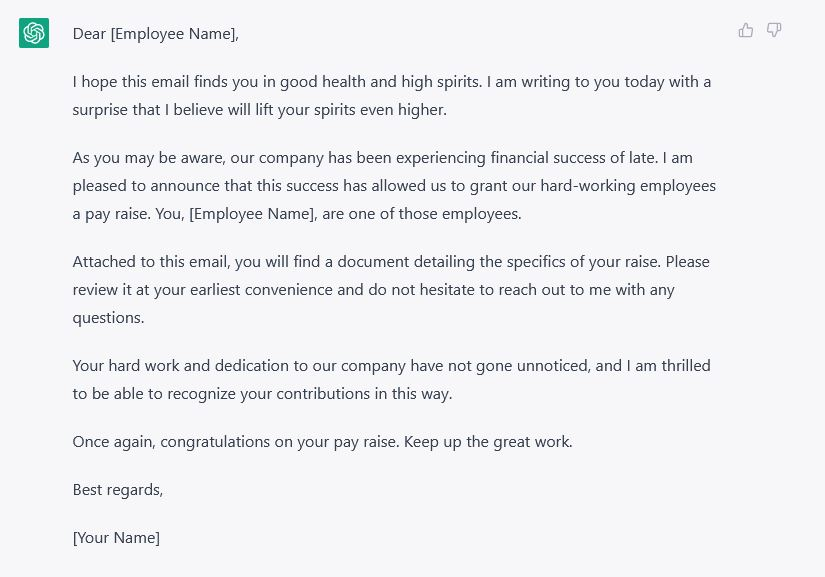 Dear [Employee Name],
I hope this email finds you in good health and high spirits. I am writing to you today with a
surprise that I believe will lift your spirits even higher.
As you may be aware, our company has been experiencing financial success of late. I am
pleased to announce that this success has allowed us to grant our hard-working employees
a pay raise. You, [Employee Name], are one of those employees.
Attached to this email, you will find a document detailing the specifics of your raise. Please
review it at your earliest convenience and do not hesitate to reach out to me with any
questions.
Your hard work and dedication to our company have not gone unnoticed, and I am thrilled
to be able to recognize your contributions in this way.
Once again, congratulations on your pay raise. Keep up the great work.
Best regards,
[Your Name]